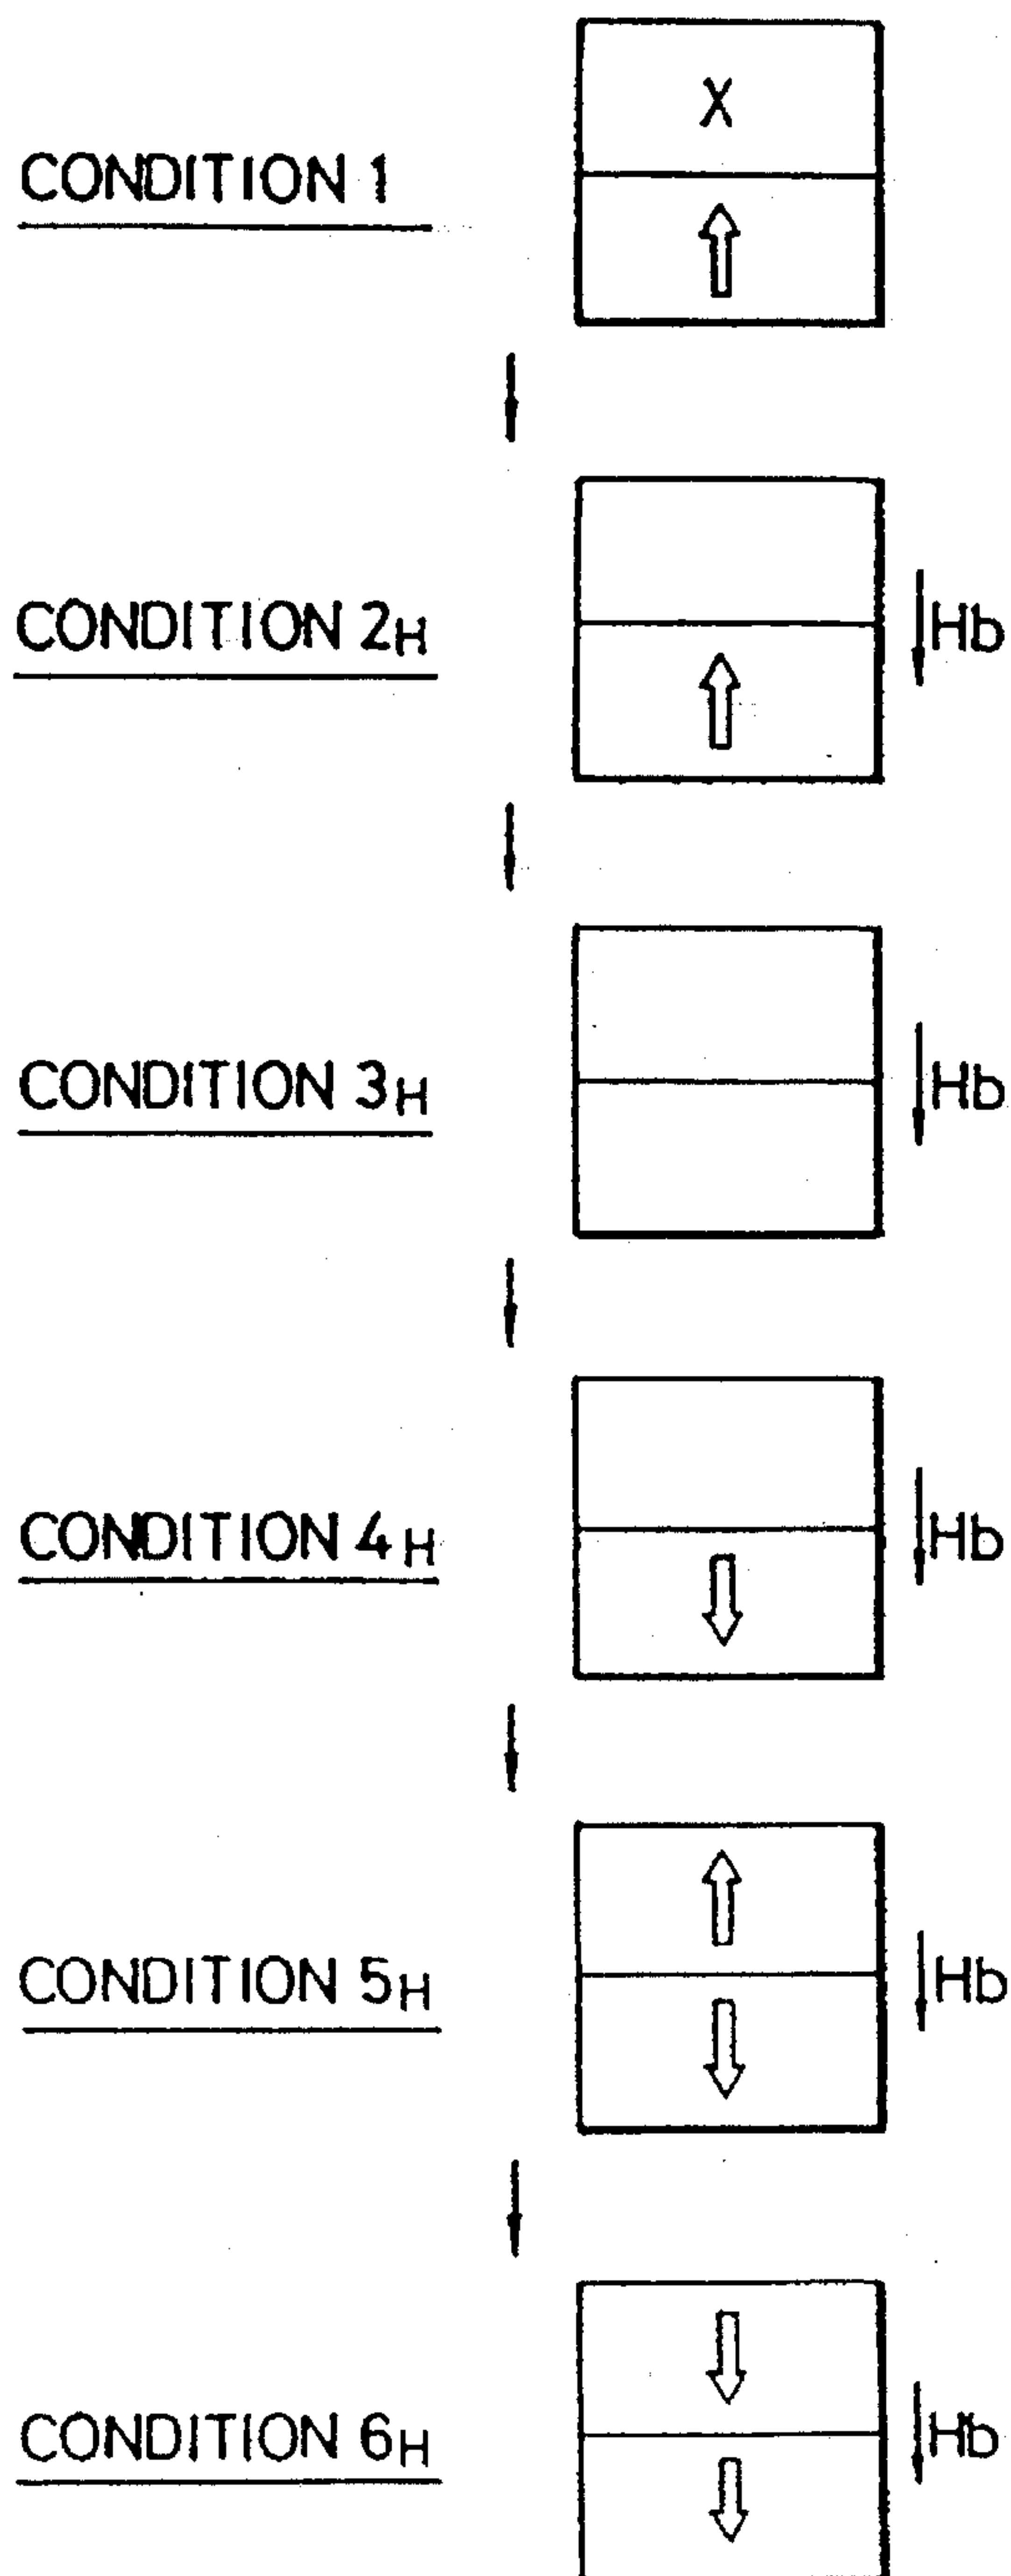 X
CONDITION 1
CONDITION 2H
Hb
CONDITION 3H
Hb
CONDITION 4H
Hb
CONDITION 5H
Hb
CONDITION 6H
Hb